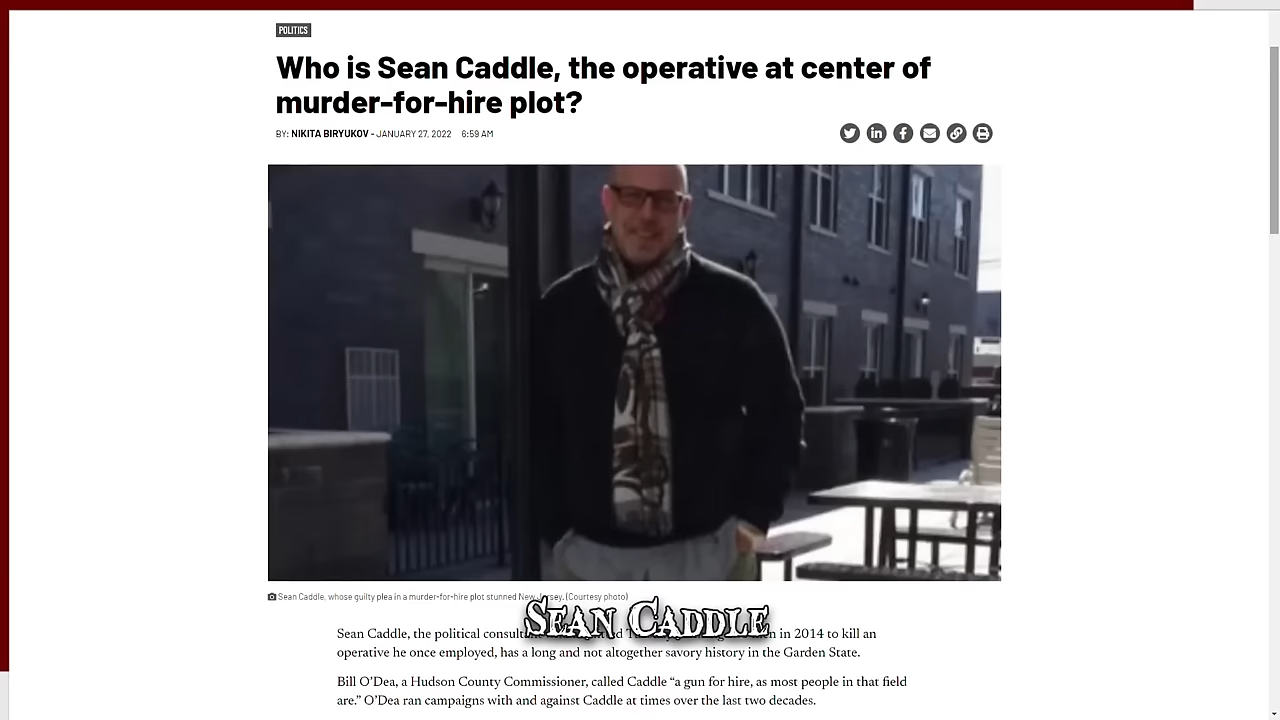 POLITICS
Who is Sean Caddle, the operative at center of
murder-for-hire plot?
BY: NIKITA BIRYUKOV - JANUARY 27, 2022 6:59 AM
Sean Caddle, whose guilty plea in a murder-for-hire plot stunned New Jersey. (Courtesy photo)
SEAN CADDLE
Sean Caddle, the political in 2014 to kill an
operative he once employed, has a long and not altogether savory history in the Garden State.
Bill O’Dea, a Hudson County Commissioner, called Caddle “a gun for hire, as most people in that field
are.” O’Dea ran campaigns with and against Caddle at times over the last two decades.